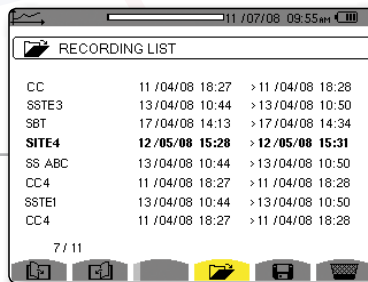 11 /07/08 09:55AM
RECORDING LIST
CC 11 /04/08 18:27 >11 /04/08 18:28
SSTE3 13/04/08 10:44 >13/04/08 10:50
SBT 17/04/08 14:13 >17/04/08 14:34
SITE4 12/05/08 15:28 >12/05/08 15:31
SS ABC 13/04/08 10:44 >13/04/08 10:50
CC4 11 /04/08 18:27 >11 /04/08 18:28
SSTE1 13/04/08 10:44 >13/04/08 10:50
CC4 11 /04/08 18:27 >11 /04/08 18:28
7/ 11